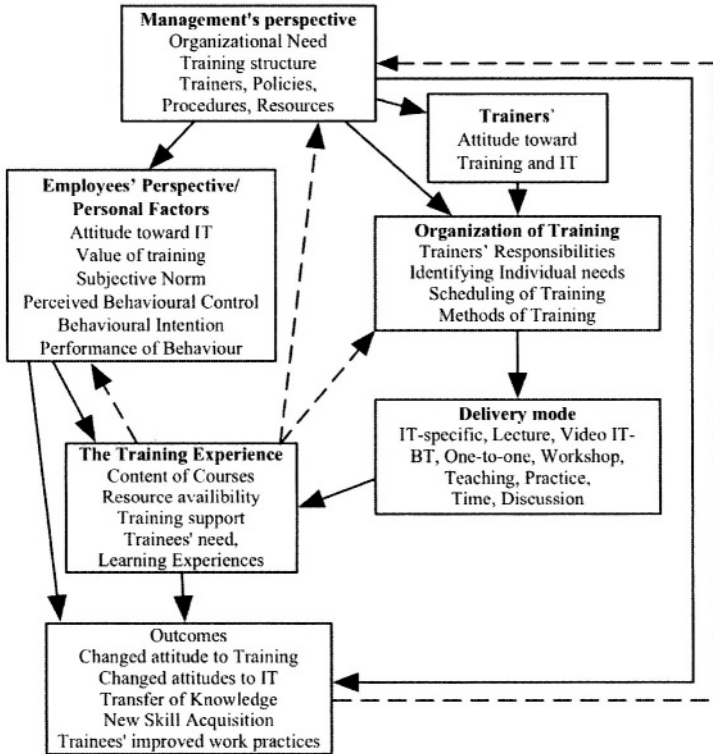 Management's perspective
Organizational Need
Training structure
Trainers, Policies,
Procedures, Resources
Trainers`
Attitude toward
Training and IT
Employees' Perspective/
Personal Factors
Attitude toward IT
Value of training
Subjective Norm
Perceived Behavioural Control
Behavioural Intention
Performance of Behaviour
Organization of Training
Trainers' Responsibilities
Identifying Individual needs
Scheduling of Training
Methods of Training
Delivery mode
IT-specific, Lecture, Video IT-
BT, One-to-one, Workshop,
Teaching, Practice,
Time, Discussion
The Training Experience
Content of Courses
Resource availibility
Training support
Trainees' need,
Learning Experiences
Outcomes
Changed attitude to Training
Changed attitudes to IT
Transfer of Knowledge
New Skill Acquisition
Trainees' improved work practices